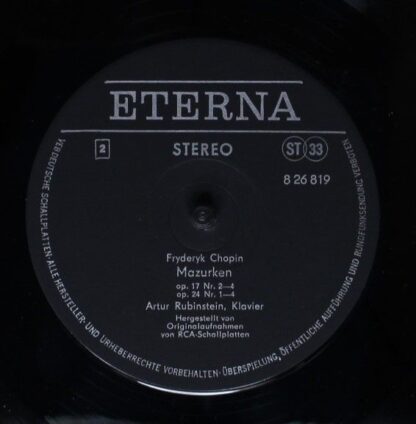 ETERNA
2
STEREO
ST 33
8 26 819
Fryderyk Chopin
Mazurken
op. 17 Nr. 2—4
op. 24 Nr. 1—4
Artur Rubinstein, Klavier
Hergestellt von
Originalaufnahmen
von RCA-Schallplatten
VEB DEUTSCHE SCHALLPLATTEN · ALLE HERSTELLER- UND URHEBERRECHTE VORBEHALTEN · ÜBERSPIELUNG, ÖFFENTLICHE AUFFÜHRUNG UND RUNDFUNKSENDUNG VERBOTEN